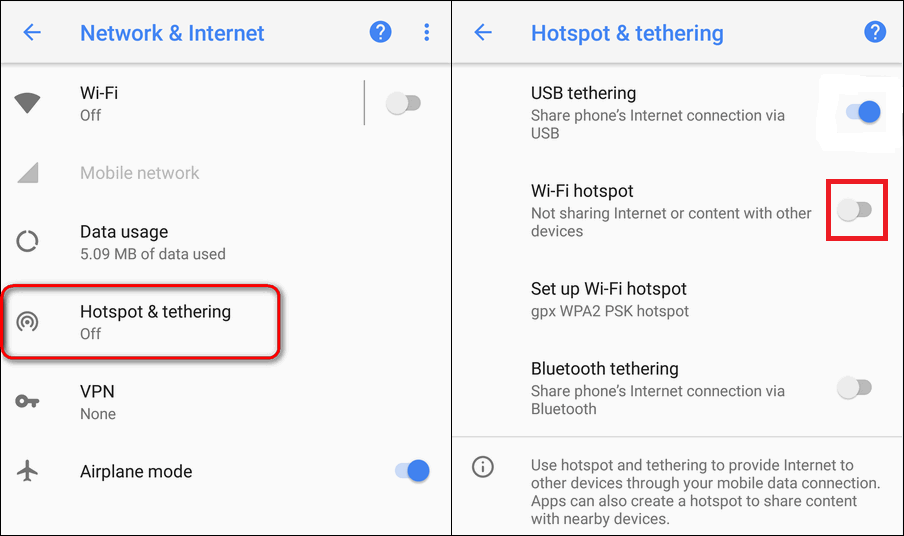 Network & Internet
Wi-Fi
Off
Mobile network
Data usage
5.09 MB of data used
Hotspot & tethering
Off
VPN
None
Airplane mode
Hotspot & tethering
USB tethering
Share phone's Internet connection via
USB
Wi-Fi hotspot
Not sharing Internet or content with other
devices
Set up Wi-Fi hotspot
gpx WPA2 PSK hotspot
Bluetooth tethering
Share phone's Internet connection via
Bluetooth
Use hotspot and tethering to provide Internet to
other devices through your mobile data connection.
Apps can also create a hotspot to share content
with nearby devices.